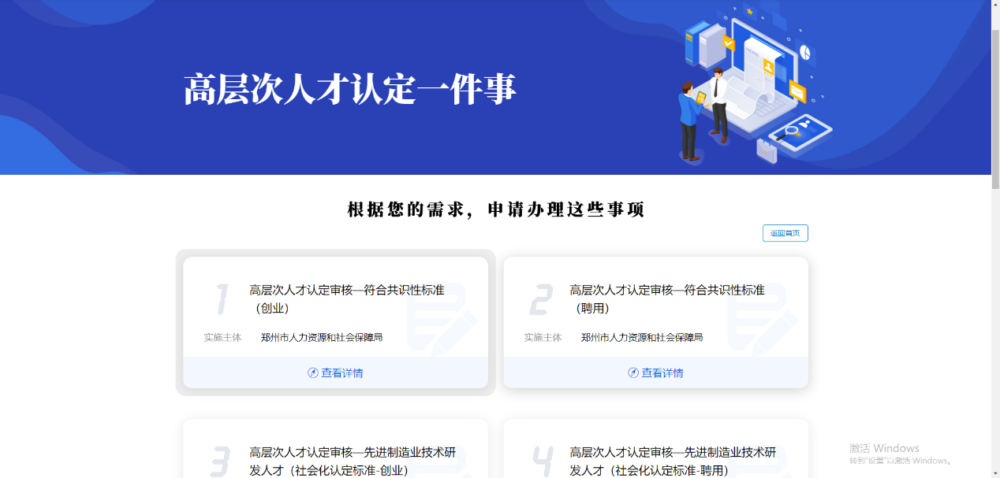 高层次人才认定一件事
根据您的需求，申请办理这些事项
返回首页
1
高层次人才认定审核—符合共识性标准
（创业）
实施主体 郑州市人力资源和社会保障局
查看详情
2
高层次人才认定审核—符合共识性标准
（聘用）
实施主体 郑州市人力资源和社会保障局
查看详情
3
高层次人才认定审核—先进制造业技术研
发人才（社会化认定标准-创业）
4
高层次人才认定审核—先进制造业技术研
发人才（社会化认定标准-聘用）
激活 Windows
转到“设置”以激活 Windows。